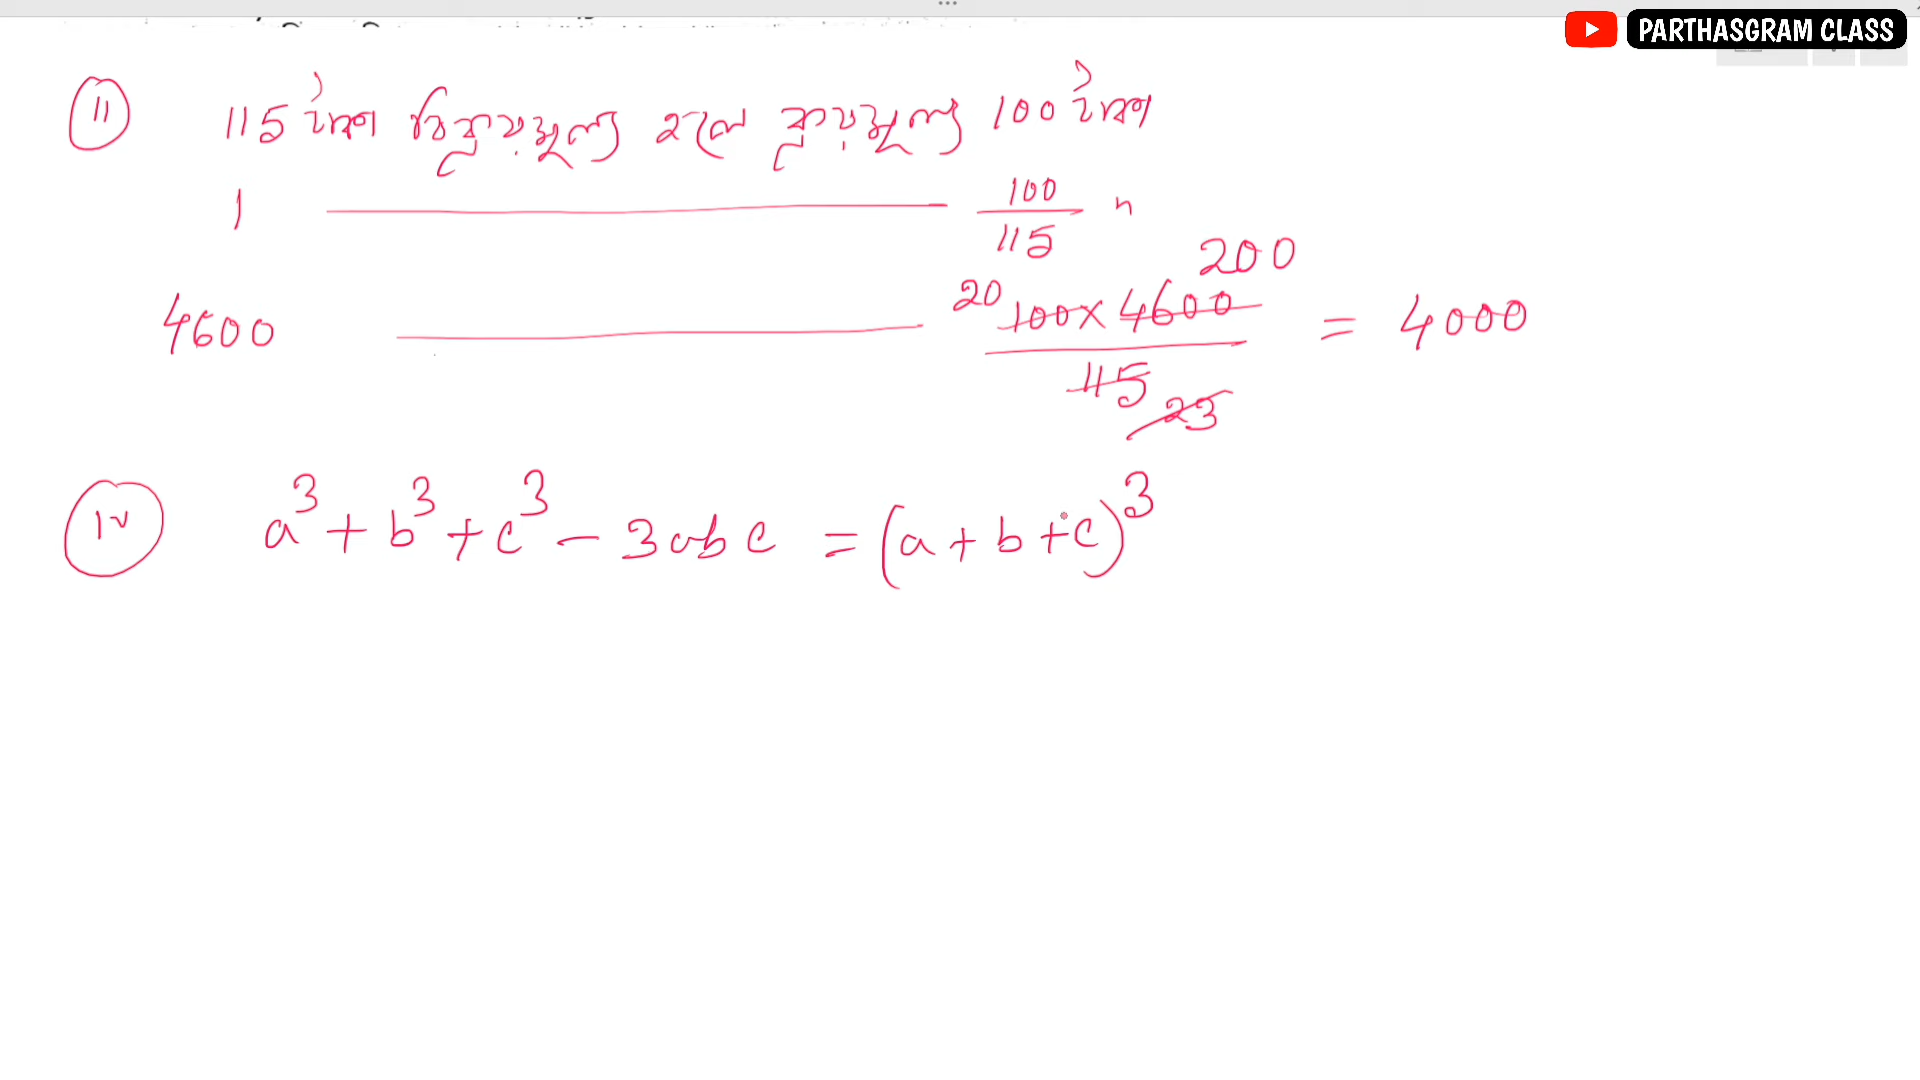 PARTHASGRAM CLASS
11 115 টাকা বিক্রয়মূল্য হলে ক্রয়মূল্য 100 টাকা
1 ———— 100/115 "
4600 ———— 20 100 × 4600 200 / 115 23 = 4000
iv a³ + b³ + c³ - 3abc = (a + b + c)³